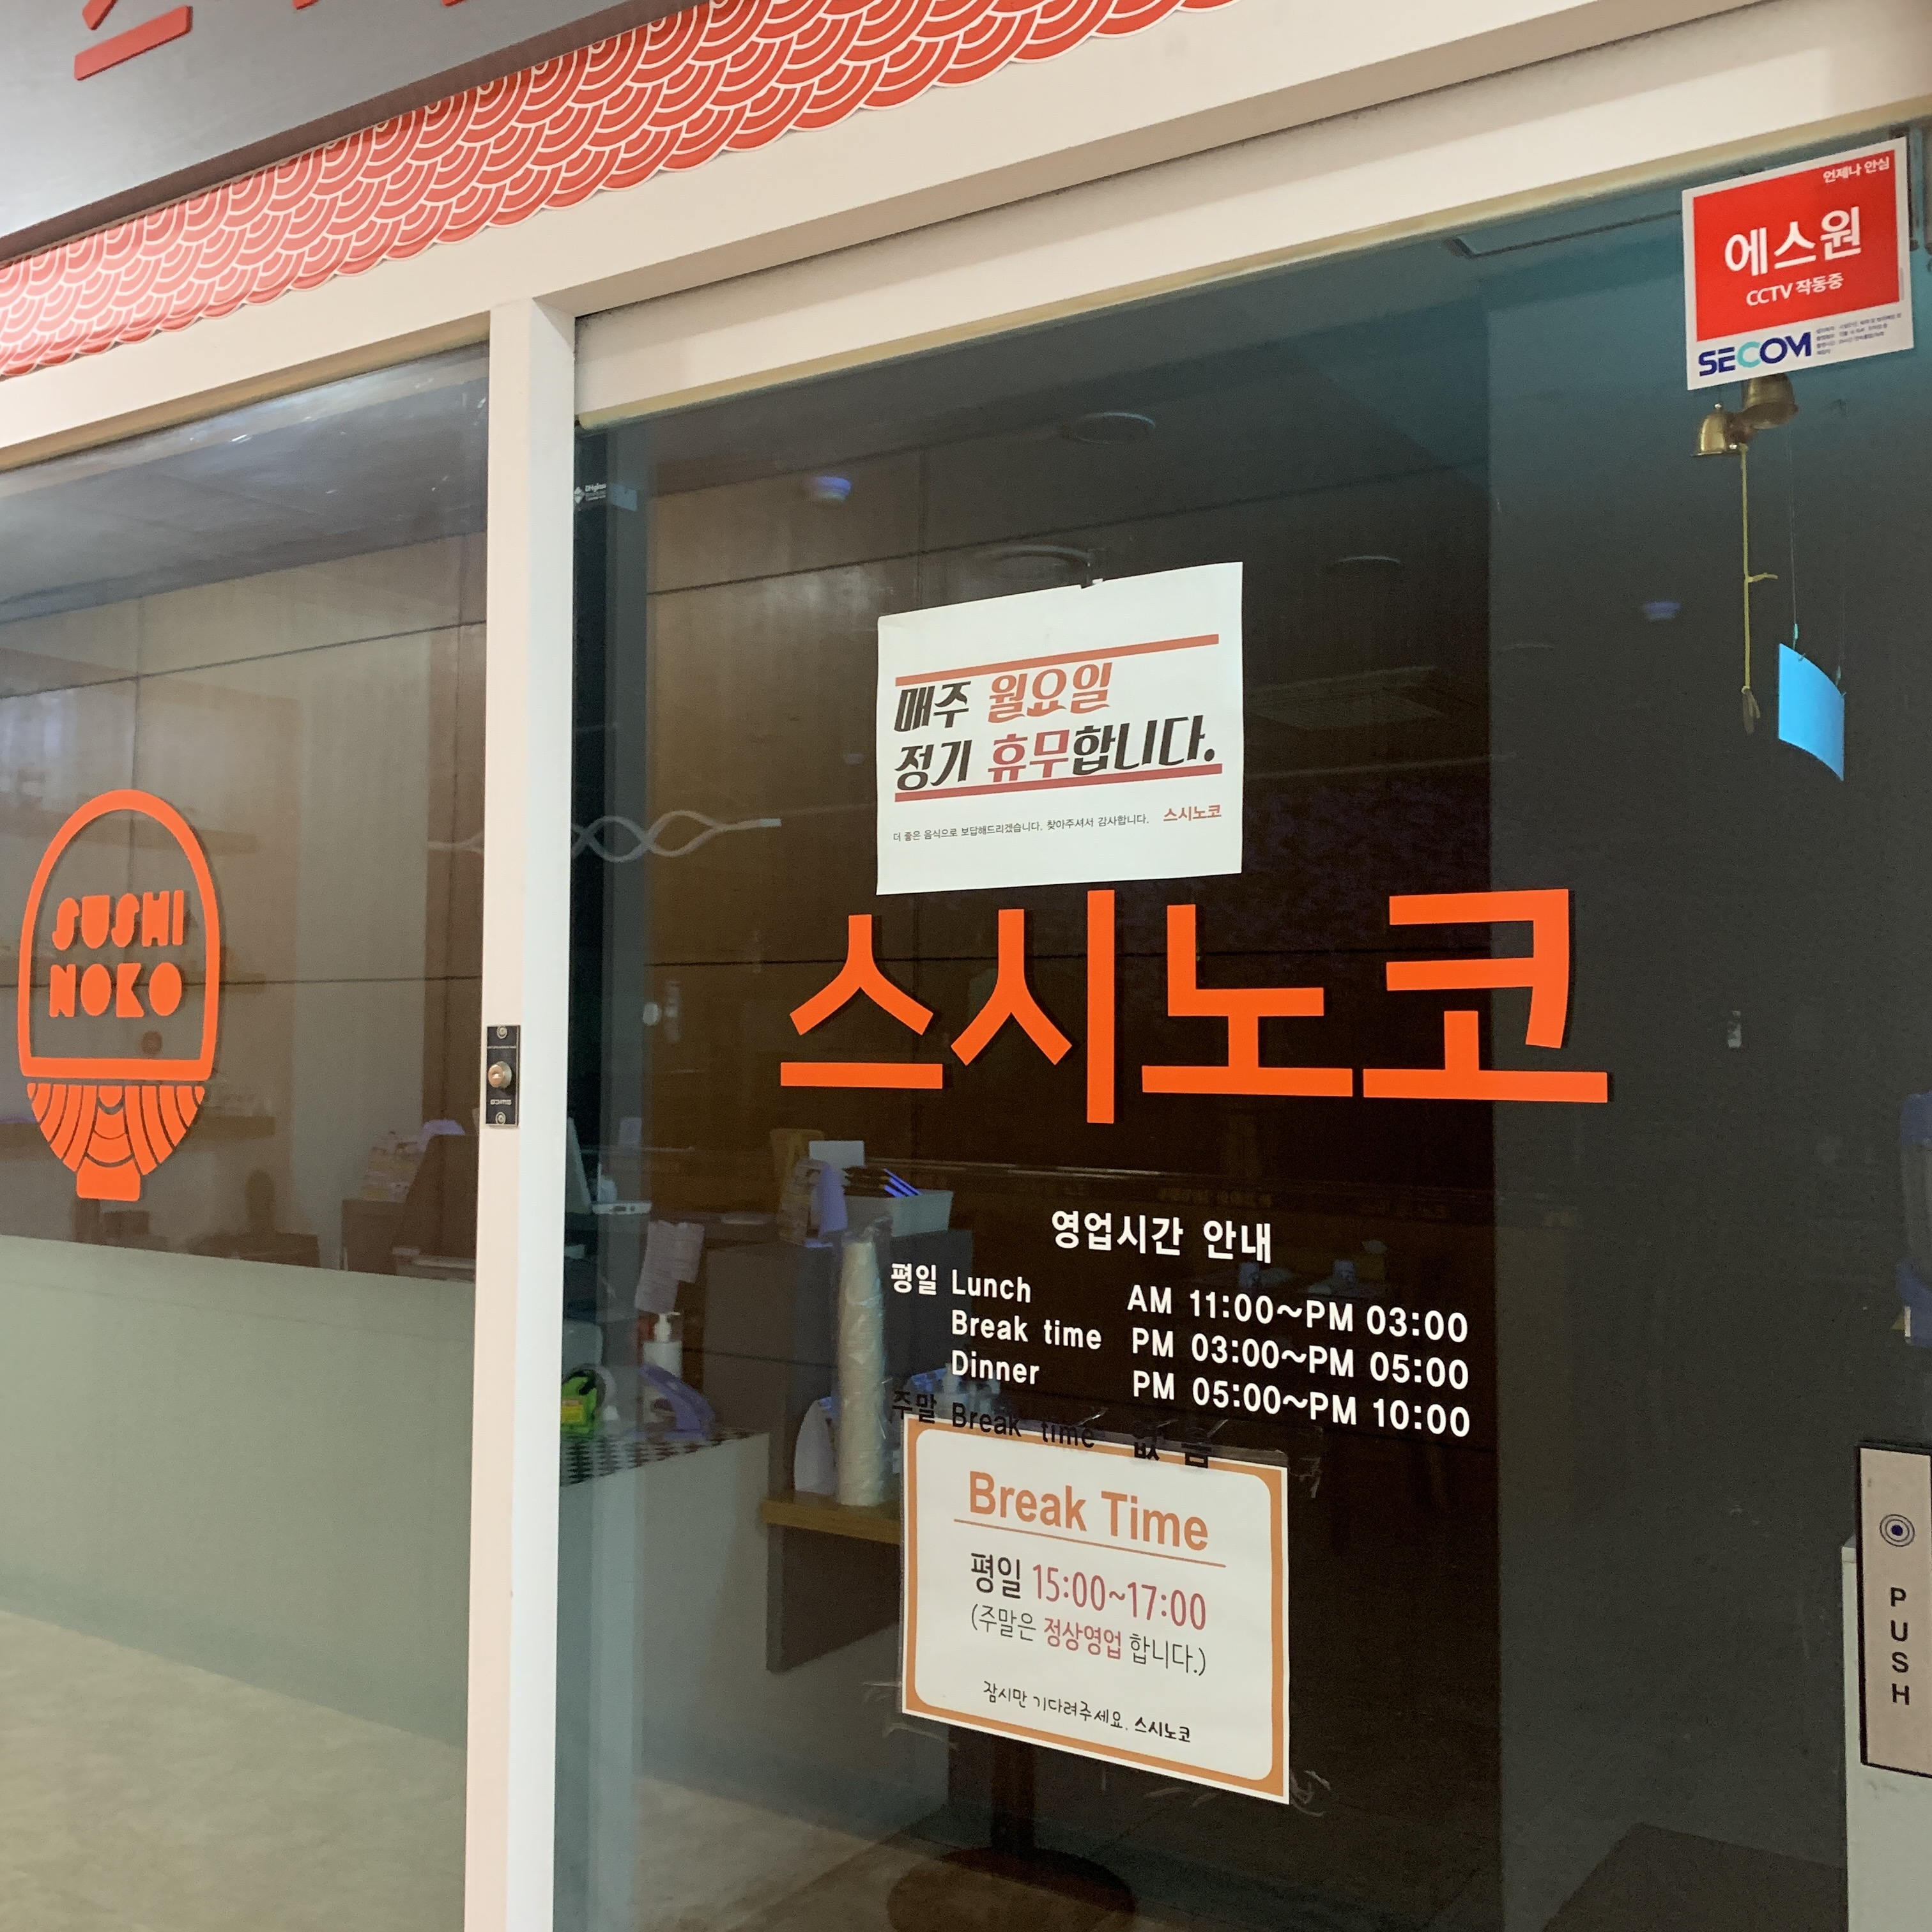 언제나 안심
에스원
CCTV 작동중
SECOM
매주 월요일
정기 휴무합니다.
더 좋은 음식으로 보답해드리겠습니다. 찾아주셔서 감사합니다. 스시노코
SUSHI
NOKO
스시노코
영업시간 안내
평일 Lunch AM 11:00~PM 03:00
Break time PM 03:00~PM 05:00
Dinner PM 05:00~PM 10:00
주말 Break time 없음
Break Time
평일 15:00~17:00
(주말은 정상영업 합니다.)
잠시만 기다려주세요. 스시노코
PUSH